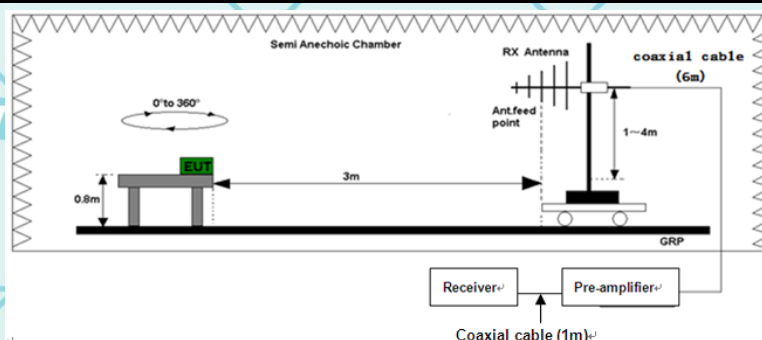 Semi Anechoic Chamber
RX Antenna
coaxial cable
(6m)
0°to 360°
Ant.feed
point
1~4m
EUT
3m
0.8m
GRP
Receiver↵
Pre-amplifier↵
Coaxial cable (1m)↵